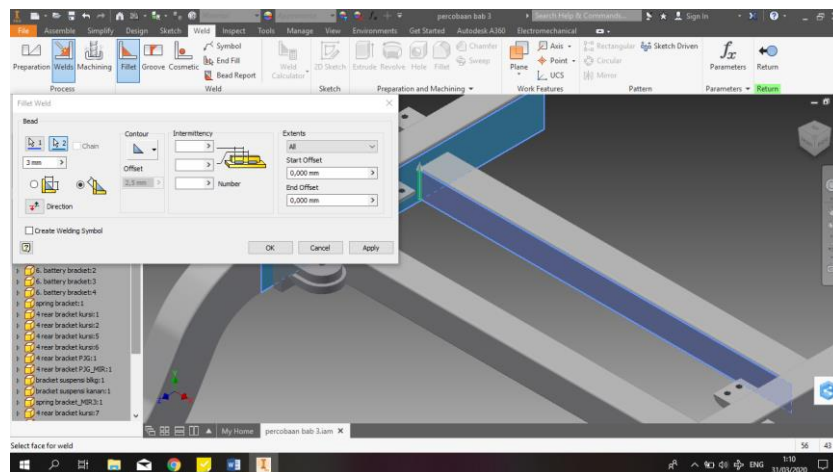 percobaan bab 3
Search Help & Commands...
Sign In
File Assemble Simplify Design Sketch Weld Inspect Tools Manage View Environments Get Started Autodesk A360 Electromechanical
Preparation Welds Machining
Process
Fillet Groove Cosmetic
Symbol
End Fill
Bead Report
Weld Calculator
Weld
2D Sketch
Sketch
Extrude Revolve Hole Fillet
Chamfer
Sweep
Preparation and Machining
Plane
Axis
Point
UCS
Work Features
Rectangular
Circular
Mirror
Sketch Driven
Pattern
fx
Parameters
Parameters
Return
Return
Fillet Weld
Bead
1 2 Chain
3 mm
Direction
Contour
Offset
2,5 mm
Intermittency
Number
Extents
All
Start Offset
0,000 mm
End Offset
0,000 mm
Create Welding Symbol
OK Cancel Apply
6. battery bracket:2
6. battery bracket:3
6. battery bracket:4
spring bracket:1
4 rear bracket kursi:1
4 rear bracket kursi:2
4 rear bracket kursi:5
4 rear bracket kursi:6
4 rear bracket PJG:1
4 rear bracket PJG_MIR:1
bracket suspensi blkg:1
bracket suspensi kanan:1
spring bracket_MIR3:1
4 rear bracket kursi:7
My Home percobaan bab 3.iam
Select face for weld
56 43
ENG
1:10
31/03/2020